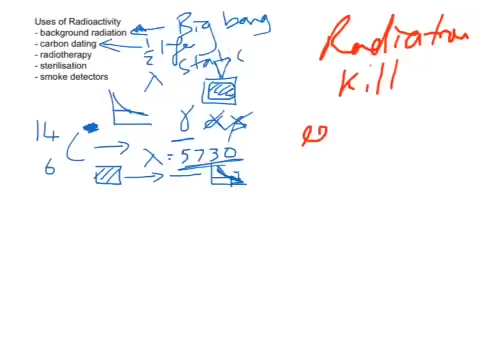 Uses of Radioactivity
- background radiation
- carbon dating
- radiotherapy
- sterilisation
- smoke detectors
Big bang
1/2 life
static
λ
γ α β
14
6
C
λ = 5730
Radiation
Kill